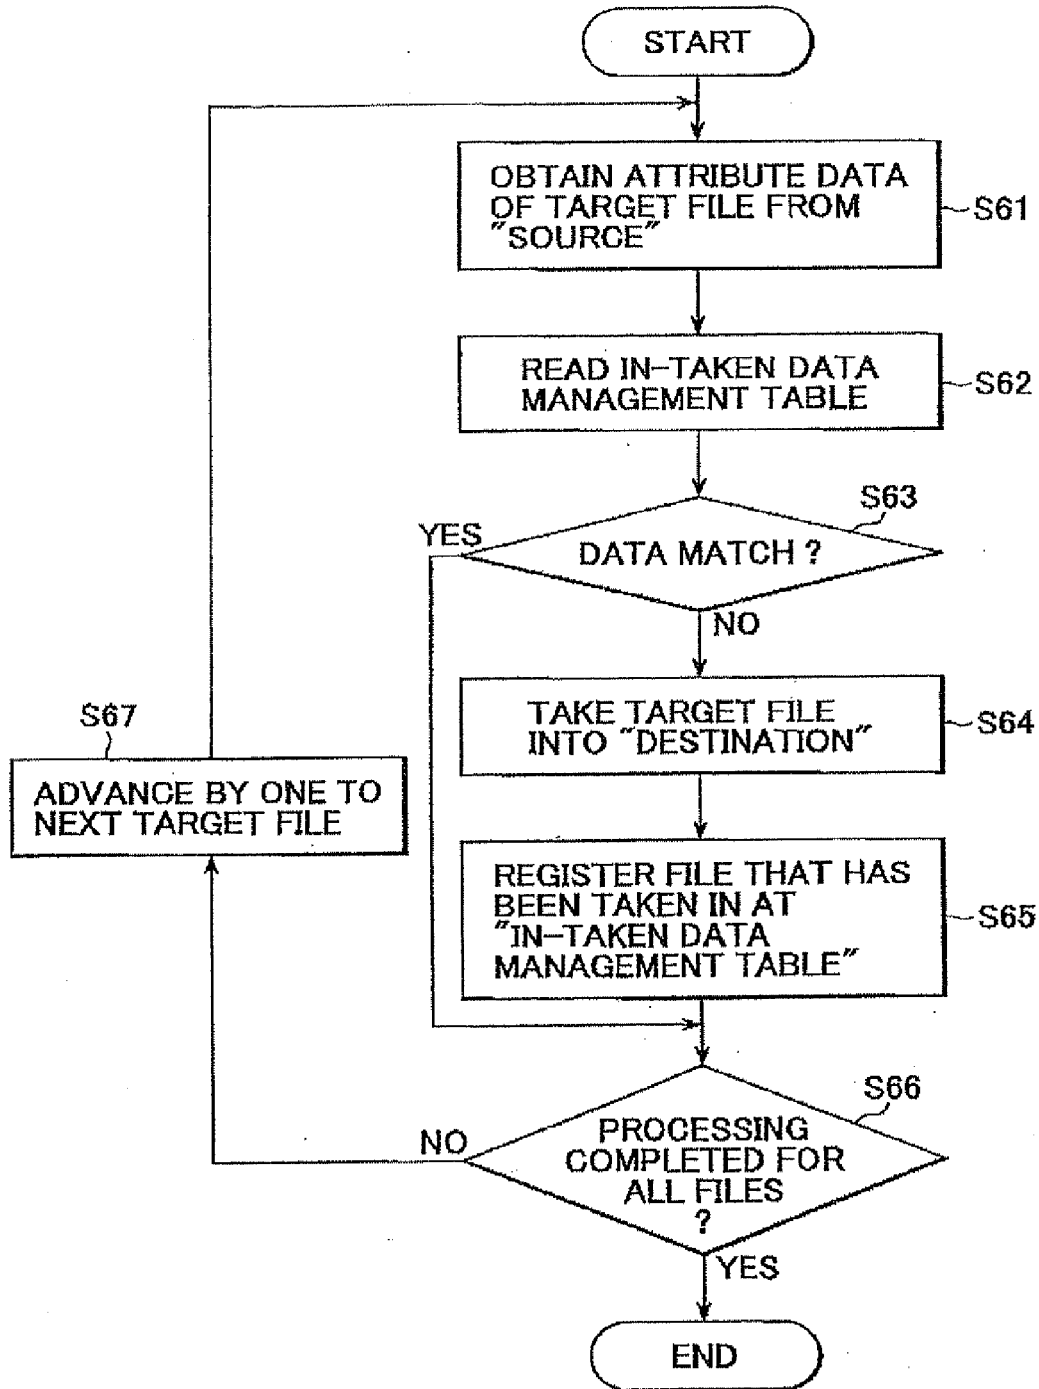 START
OBTAIN ATTRIBUTE DATA
OF TARGET FILE FROM
"SOURCE"
S61
READ IN-TAKEN DATA
MANAGEMENT TABLE
S62
S63
YES
DATA MATCH ?
NO
TAKE TARGET FILE
INTO "DESTINATION"
S64
S67
ADVANCE BY ONE TO
NEXT TARGET FILE
REGISTER FILE THAT HAS
BEEN TAKEN IN AT
"IN-TAKEN DATA
MANAGEMENT TABLE"
S65
S66
NO
PROCESSING
COMPLETED FOR
ALL FILES
?
YES
END